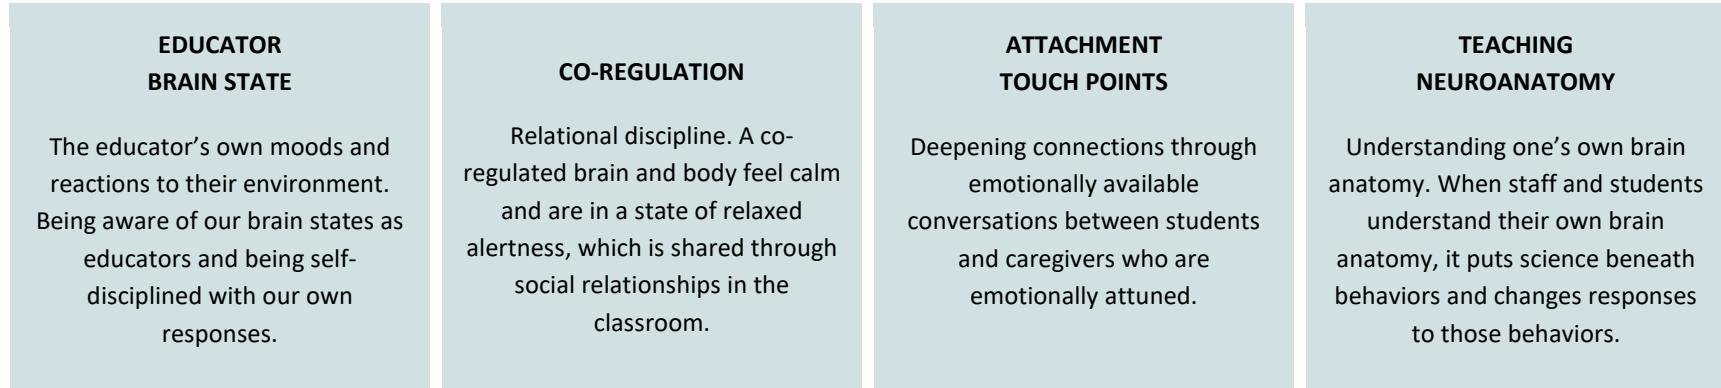 EDUCATOR
BRAIN STATE
The educator’s own moods and
reactions to their environment.
Being aware of our brain states as
educators and being self-
disciplined with our own
responses.
CO-REGULATION
Relational discipline. A co-
regulated brain and body feel calm
and are in a state of relaxed
alertness, which is shared through
social relationships in the
classroom.
ATTACHMENT
TOUCH POINTS
Deepening connections through
emotionally available
conversations between students
and caregivers who are
emotionally attuned.
TEACHING
NEUROANATOMY
Understanding one’s own brain
anatomy. When staff and students
understand their own brain
anatomy, it puts science beneath
behaviors and changes responses
to those behaviors.